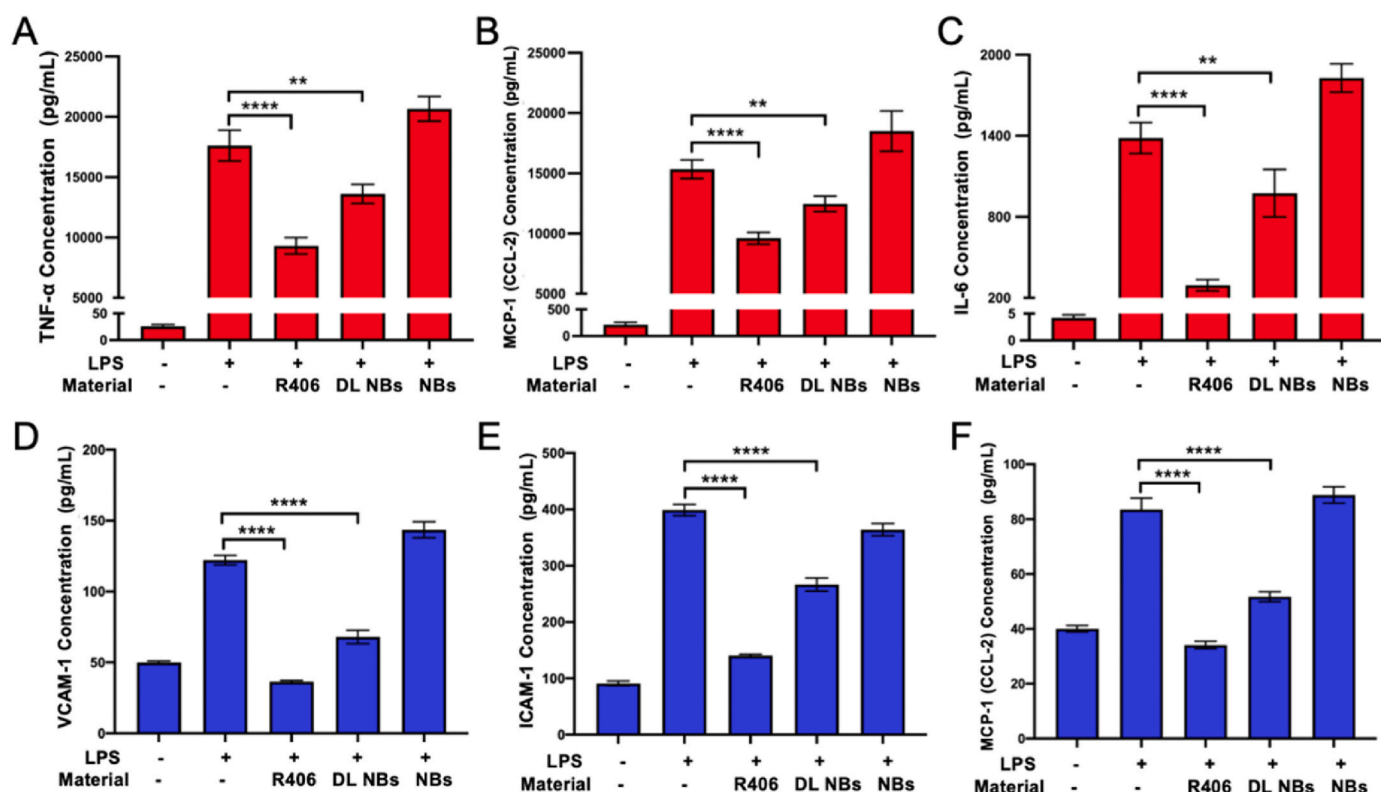 A
TNF-α Concentration (pg/mL)
25000
20000
15000
10000
5000
50
0
**
****
LPS - + + + +
Material - - R406 DL NBs NBs
B
MCP-1 (CCL-2) Concentration (pg/mL)
25000
20000
15000
10000
5000
500
0
**
****
LPS - + + + +
Material - - R406 DL NBs NBs
C
IL-6 Concentration (pg/mL)
2000
1400
800
200
5
0
**
****
LPS - + + + +
Material - - R406 DL NBs NBs
D
VCAM-1 Concentration (pg/mL)
200
150
100
50
0
****
****
LPS - + + + +
Material - - R406 DL NBs NBs
E
ICAM-1 Concentration (pg/mL)
500
400
300
200
100
0
****
****
LPS - + + + +
Material - - R406 DL NBs NBs
F
MCP-1 (CCL-2) Concentration (pg/mL)
100
80
60
40
20
0
****
****
LPS - + + + +
Material - - R406 DL NBs NBs